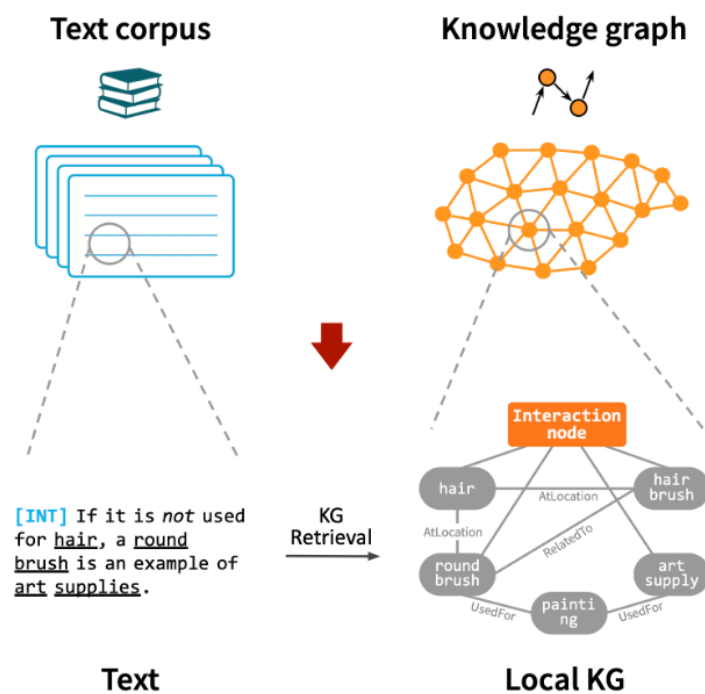 Text corpus
Knowledge graph
Interaction
node
hair
AtLocation
hair
brush
AtLocation
RelatedTo
round
brush
art
supply
UsedFor
painti
ng
UsedFor
[INT] If it is not used
for hair, a round
brush is an example of
art supplies.
KG
Retrieval
Text
Local KG